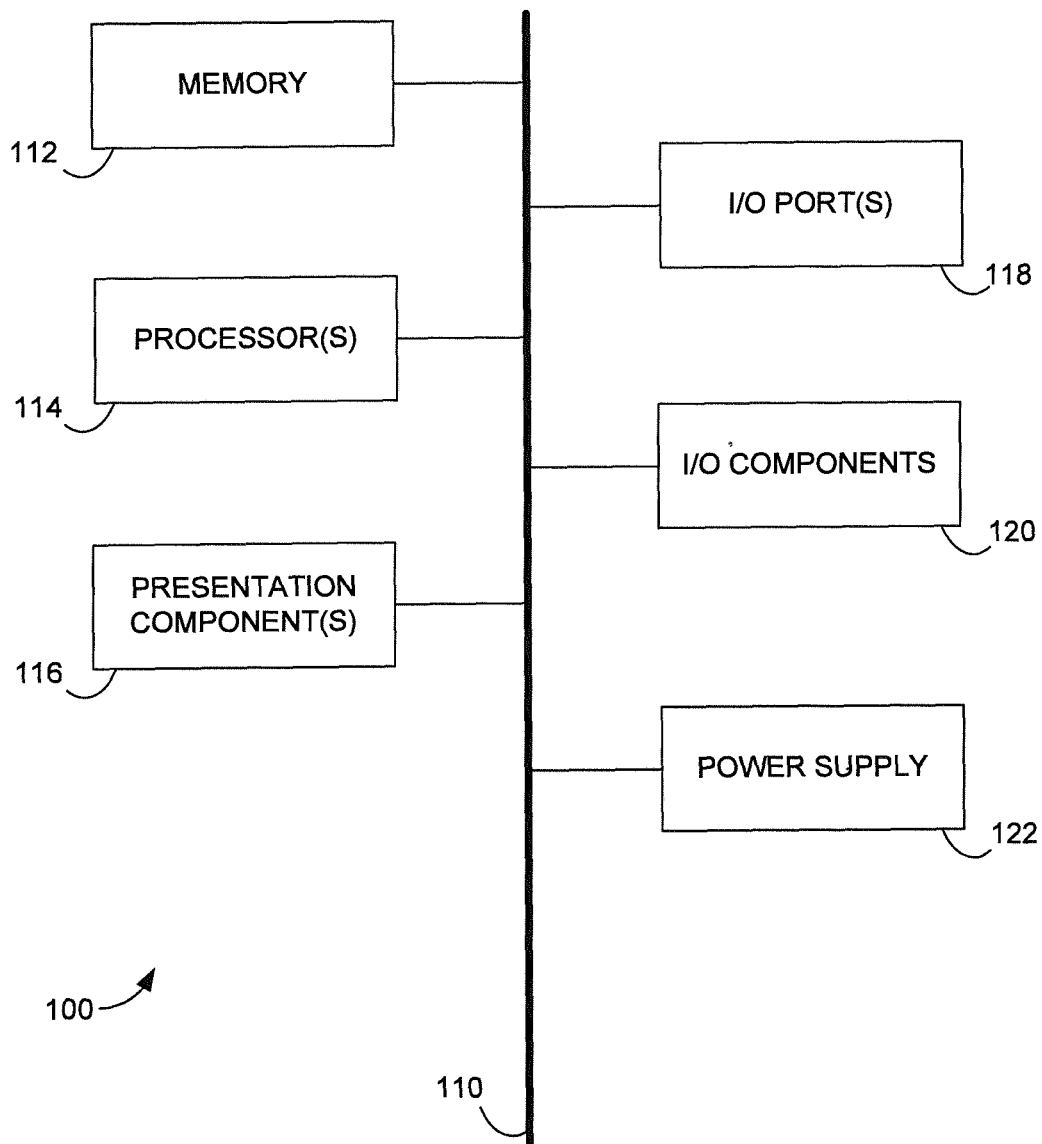 MEMORY
112
I/O PORT(S)
118
PROCESSOR(S)
114
I/O COMPONENTS
120
PRESENTATION
COMPONENT(S)
116
POWER SUPPLY
122
100
110